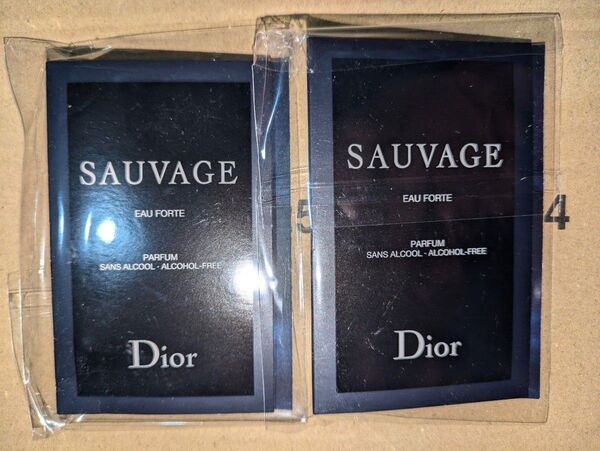 SAUVAGE
EAU FORTE
PARFUM
SANS ALCOOL - ALCOHOL-FREE
Dior
SAUVAGE
EAU FORTE
PARFUM
SANS ALCOOL - ALCOHOL-FREE
Dior
5
4